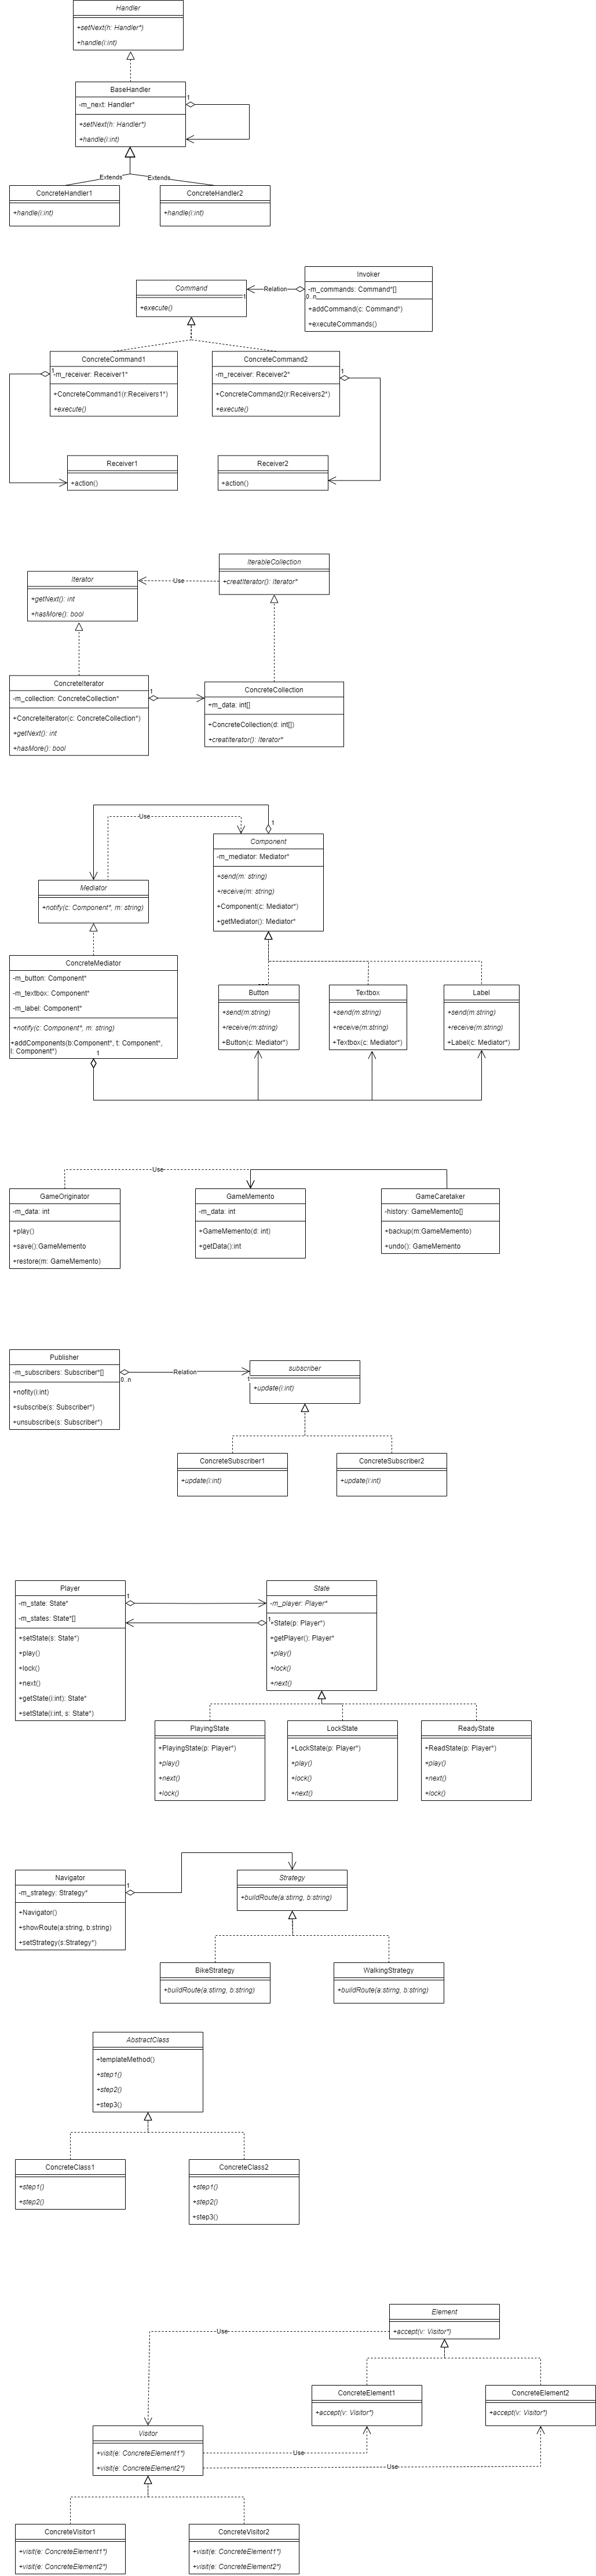 Handler
+setNext(h: Handler*)
+handle(i:int)
BaseHandler
-m_next: Handler*
1
+setNext(h: Handler*)
+handle(i:int)
Extends
Extends
ConcreteHandler1
+handle(i:int)
ConcreteHandler2
+handle(i:int)
Command
+execute()
1
Relation
Invoker
-m_commands: Command*[]
0..n
+addCommand(c: Command*)
+executeCommands()
ConcreteCommand1
1
-m_receiver: Receiver1*
+ConcreteCommand1(r:Receivers1*)
+execute()
ConcreteCommand2
-m_receiver: Receiver2*
1
+ConcreteCommand2(r:Receivers2*)
+execute()
Receiver1
+action()
Receiver2
+action()
Iterator
+getNext(): int
+hasMore(): bool
Use
IterableCollection
+creatIterator(): Iterator*
ConcreteIterator
-m_collection: ConcreteCollection*
1
+ConcreteIterator(c: ConcreteCollection*)
+getNext(): int
+hasMore(): bool
ConcreteCollection
+m_data: int[]
+ConcreteCollection(d: int[])
+creatIterator(): Iterator*
Use
1
Component
-m_mediator: Mediator*
+send(m: string)
+receive(m: string)
+Component(c: Mediator*)
+getMediator(): Mediator*
Mediator
+notify(c: Component*, m: string)
ConcreteMediator
-m_button: Component*
-m_textbox: Component*
-m_label: Component*
+notify(c: Component*, m: string)
+addComponents(b:Component*, t: Component*,
l: Component*)
1
Button
+send(m:string)
+receive(m:string)
+Button(c: Mediator*)
Textbox
+send(m:string)
+receive(m:string)
+Textbox(c: Mediator*)
Label
+send(m:string)
+receive(m:string)
+Label(c: Mediator*)
Use
GameOriginator
-m_data: int
+play()
+save():GameMemento
+restore(m: GameMemento)
GameMemento
-m_data: int
+GameMemento(d: int)
+getData():int
GameCaretaker
-history: GameMemento[]
+backup(m:GameMemento)
+undo(): GameMemento
Publisher
-m_subscribers: Subscriber*[]
0..n
+nofity(i:int)
+subscribe(s: Subscriber*)
+unsubscribe(s: Subscriber*)
Relation
subscriber
1
+update(i:int)
ConcreteSubscriber1
+update(i:int)
ConcreteSubscriber2
+update(i:int)
Player
-m_state: State*
-m_states: State*[]
1
+setState(s: State*)
+play()
+lock()
+next()
+getState(i:int): State*
+setState(i:int, s: State*)
State
-m_player: Player*
1
+State(p: Player*)
+getPlayer(): Player*
+play()
+lock()
+next()
PlayingState
+PlayingState(p: Player*)
+play()
+next()
+lock()
LockState
+LockState(p: Player*)
+play()
+lock()
+next()
ReadyState
+ReadState(p: Player*)
+play()
+next()
+lock()
Navigator
-m_strategy: Strategy*
1
+Navigator()
+showRoute(a:string, b:string)
+setStrategy(s:Strategy*)
Strategy
+buildRoute(a:stirng, b:string)
BikeStrategy
+buildRoute(a:stirng, b:string)
WalkingStrategy
+buildRoute(a:stirng, b:string)
AbstractClass
+templateMethod()
+step1()
+step2()
+step3()
ConcreteClass1
+step1()
+step2()
ConcreteClass2
+step1()
+step2()
+step3()
Element
+accept(v: Visitor*)
Use
ConcreteElement1
+accept(v: Visitor*)
ConcreteElement2
+accept(v: Visitor*)
Visitor
+visit(e: ConcreteElement1*)
+visit(e: ConcreteElement2*)
Use
Use
ConcreteVisitor1
+visit(e: ConcreteElement1*)
+visit(e: ConcreteElement2*)
ConcreteVisitor2
+visit(e: ConcreteElement1*)
+visit(e: ConcreteElement2*)